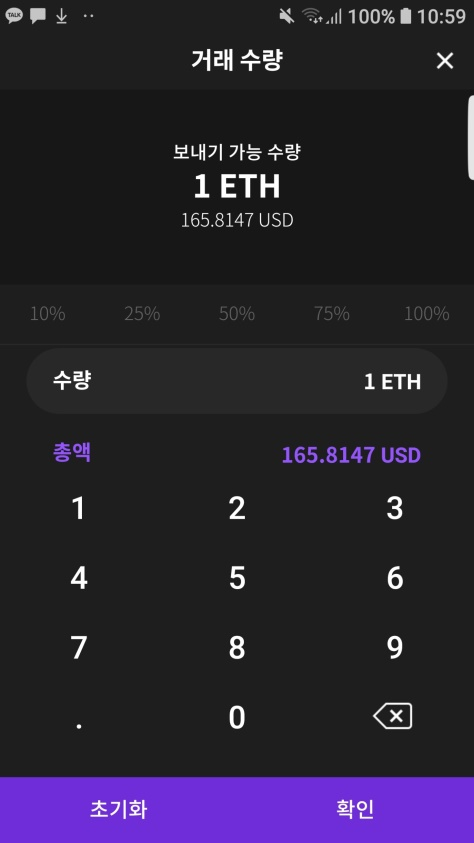 TALK 100% 10:59
거래 수량
보내기 가능 수량
1 ETH
165.8147 USD
10% 25% 50% 75% 100%
수량 1 ETH
총액 165.8147 USD
1 2 3
4 5 6
7 8 9
. 0
초기화 확인